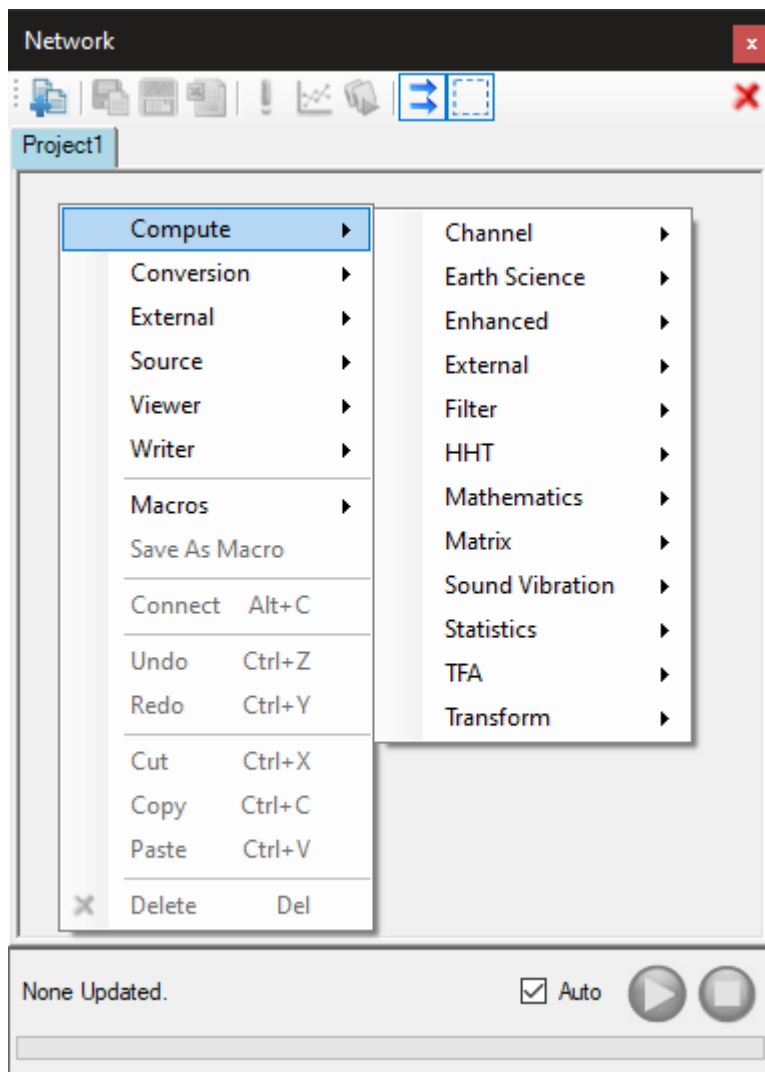 Network
Project1
Compute
Conversion
External
Source
Viewer
Writer
Macros
Save As Macro
Connect Alt+C
Undo Ctrl+Z
Redo Ctrl+Y
Cut Ctrl+X
Copy Ctrl+C
Paste Ctrl+V
Delete Del
Channel
Earth Science
Enhanced
External
Filter
HHT
Mathematics
Matrix
Sound Vibration
Statistics
TFA
Transform
None Updated.
Auto